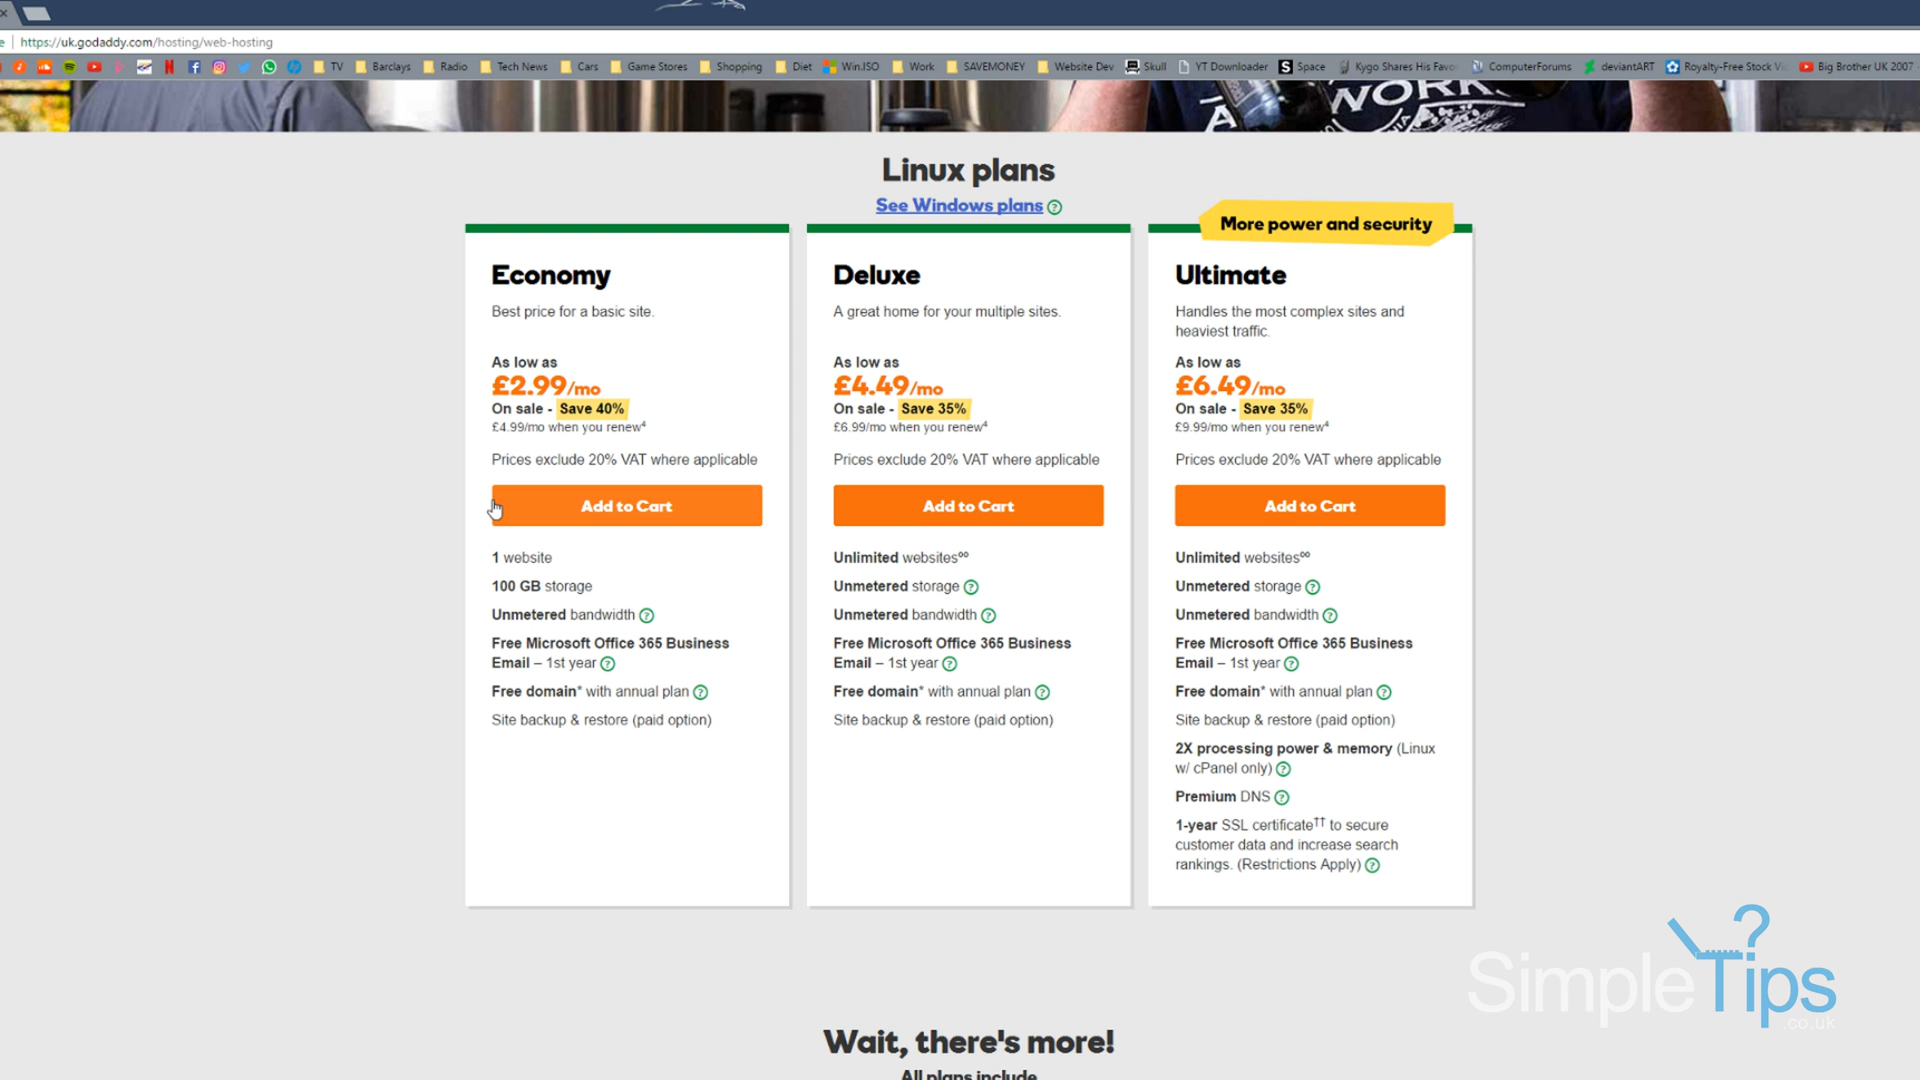 https://uk.godaddy.com/hosting/web-hosting
TV Barclays Radio Tech News Cars Game Stores Shopping Diet Win.ISO Work SAVEMONEY Website Dev Skull YT Downloader Space Kygo Shares His Favo ComputerForums deviantART Royalty-Free Stock Vi Big Brother UK 2007
WORK
Linux plans
See Windows plans ?
More power and security
Economy
Best price for a basic site.
As low as
£2.99/mo
On sale - Save 40%
£4.99/mo when you renew⁴
Prices exclude 20% VAT where applicable
Add to Cart
1 website
100 GB storage
Unmetered bandwidth ?
Free Microsoft Office 365 Business
Email – 1st year ?
Free domain* with annual plan ?
Site backup & restore (paid option)
Deluxe
A great home for your multiple sites.
As low as
£4.49/mo
On sale - Save 35%
£6.99/mo when you renew⁴
Prices exclude 20% VAT where applicable
Add to Cart
Unlimited websites∞
Unmetered storage ?
Unmetered bandwidth ?
Free Microsoft Office 365 Business
Email – 1st year ?
Free domain* with annual plan ?
Site backup & restore (paid option)
Ultimate
Handles the most complex sites and
heaviest traffic.
As low as
£6.49/mo
On sale - Save 35%
£9.99/mo when you renew⁴
Prices exclude 20% VAT where applicable
Add to Cart
Unlimited websites∞
Unmetered storage ?
Unmetered bandwidth ?
Free Microsoft Office 365 Business
Email – 1st year ?
Free domain* with annual plan ?
Site backup & restore (paid option)
2X processing power & memory (Linux
w/ cPanel only) ?
Premium DNS ?
1-year SSL certificate†† to secure
customer data and increase search
rankings. (Restrictions Apply) ?
SimpleTips
.co.uk
Wait, there's more!
All plans include